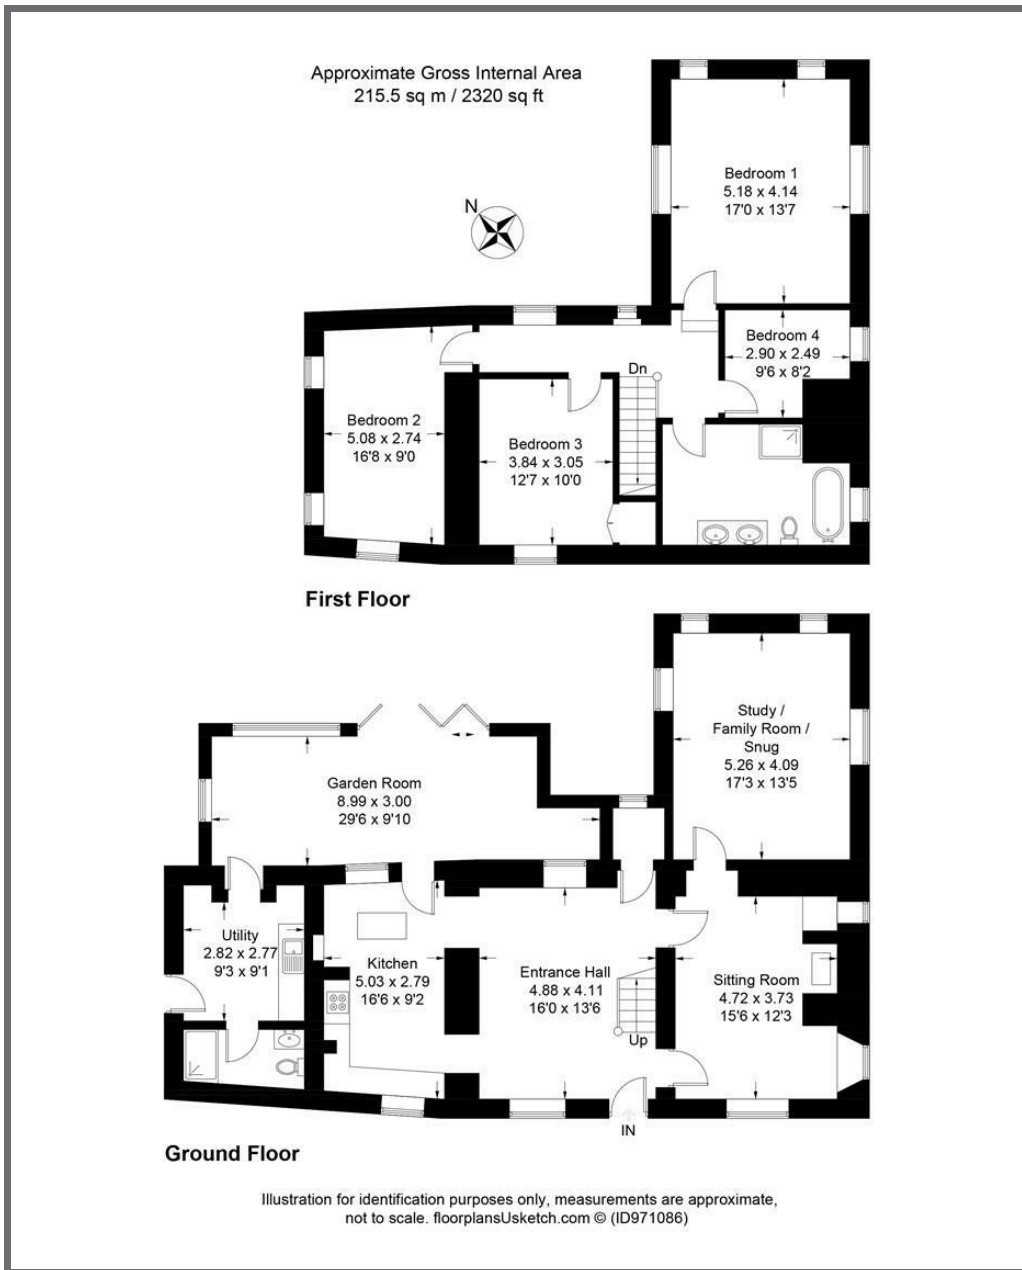 Approximate Gross Internal Area
215.5 sq m / 2320 sq ft
N
Bedroom 1
5.18 x 4.14
17'0 x 13'7
Bedroom 4
2.90 x 2.49
9'6 x 8'2
Dn
Bedroom 2
5.08 x 2.74
16'8 x 9'0
Bedroom 3
3.84 x 3.05
12'7 x 10'0
First Floor
Study /
Family Room /
Snug
5.26 x 4.09
17'3 x 13'5
Garden Room
8.99 x 3.00
29'6 x 9'10
Utility
2.82 x 2.77
9'3 x 9'1
Kitchen
5.03 x 2.79
16'6 x 9'2
Entrance Hall
4.88 x 4.11
16'0 x 13'6
Sitting Room
4.72 x 3.73
15'6 x 12'3
Up
IN
Ground Floor
Illustration for identification purposes only, measurements are approximate,
not to scale. floorplansUsketch.com © (ID971086)